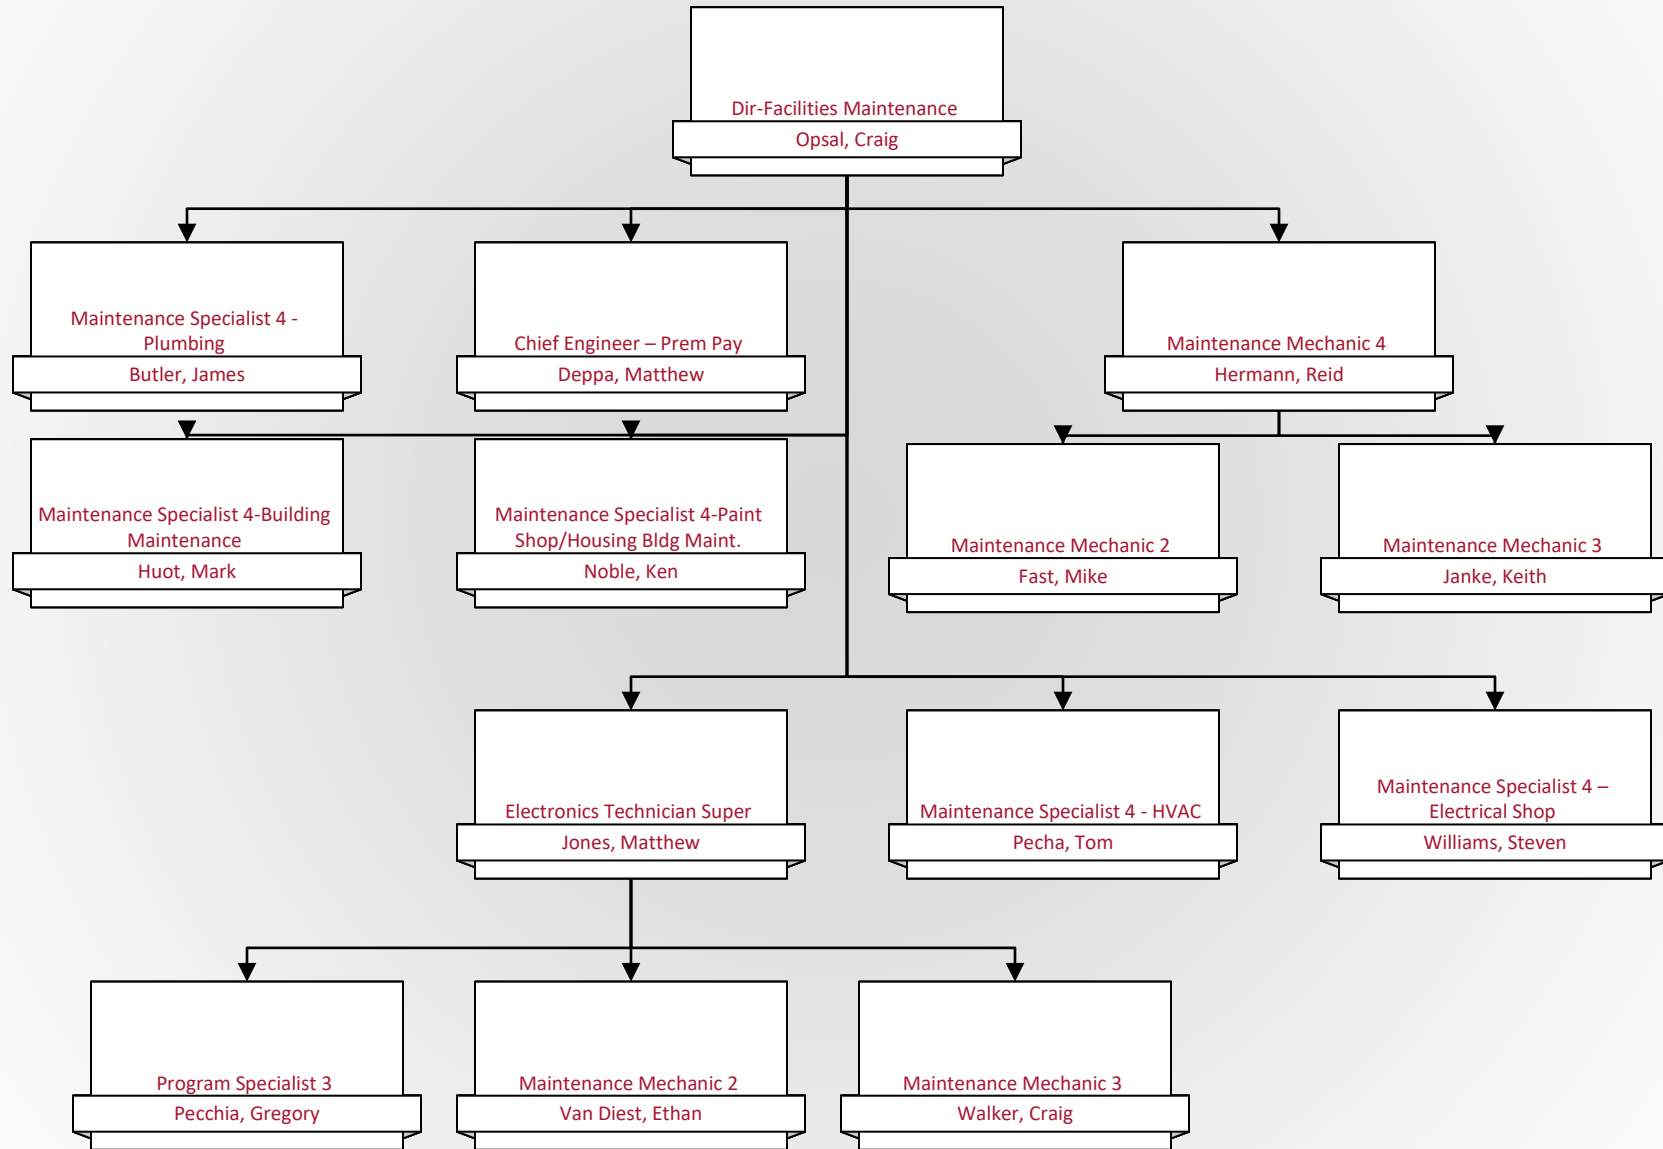 Dir-Facilities Maintenance
Opsal, Craig
Maintenance Specialist 4 -
Plumbing
Butler, James
Chief Engineer – Prem Pay
Deppa, Matthew
Maintenance Mechanic 4
Hermann, Reid
Maintenance Specialist 4-Building
Maintenance
Huot, Mark
Maintenance Specialist 4-Paint
Shop/Housing Bldg Maint.
Noble, Ken
Maintenance Mechanic 2
Fast, Mike
Maintenance Mechanic 3
Janke, Keith
Electronics Technician Super
Jones, Matthew
Maintenance Specialist 4 - HVAC
Pecha, Tom
Maintenance Specialist 4 –
Electrical Shop
Williams, Steven
Program Specialist 3
Pecchia, Gregory
Maintenance Mechanic 2
Van Diest, Ethan
Maintenance Mechanic 3
Walker, Craig